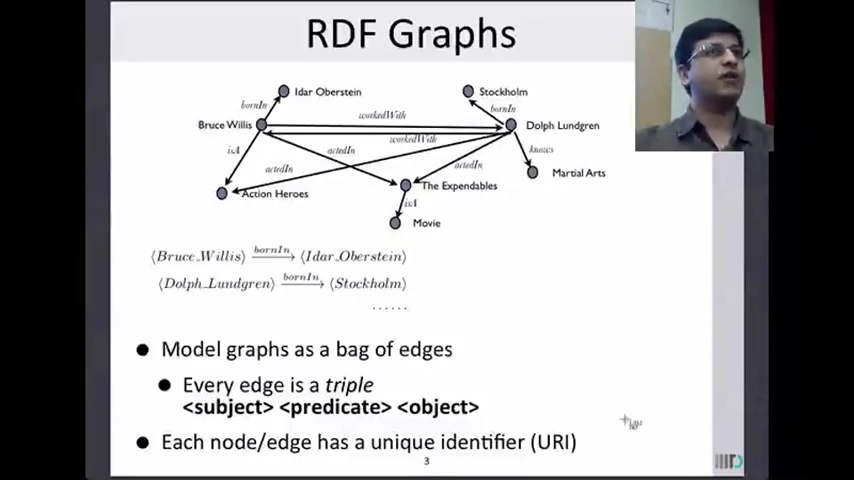 RDF Graphs
Idar Oberstein
Stockholm
bornIn
bornIn
workedWith
Bruce Willis
Dolph Lundgren
workedWith
isA
actedIn
knows
actedIn
actedIn
Martial Arts
Action Heroes
The Expendables
isA
Movie
⟨Bruce_Willis⟩ bornIn⟶ ⟨Idar_Oberstein⟩
⟨Dolph_Lundgren⟩ bornIn⟶ ⟨Stockholm⟩
......
● Model graphs as a bag of edges
● Every edge is a triple
<subject> <predicate> <object>
● Each node/edge has a unique identifier (URI)
3